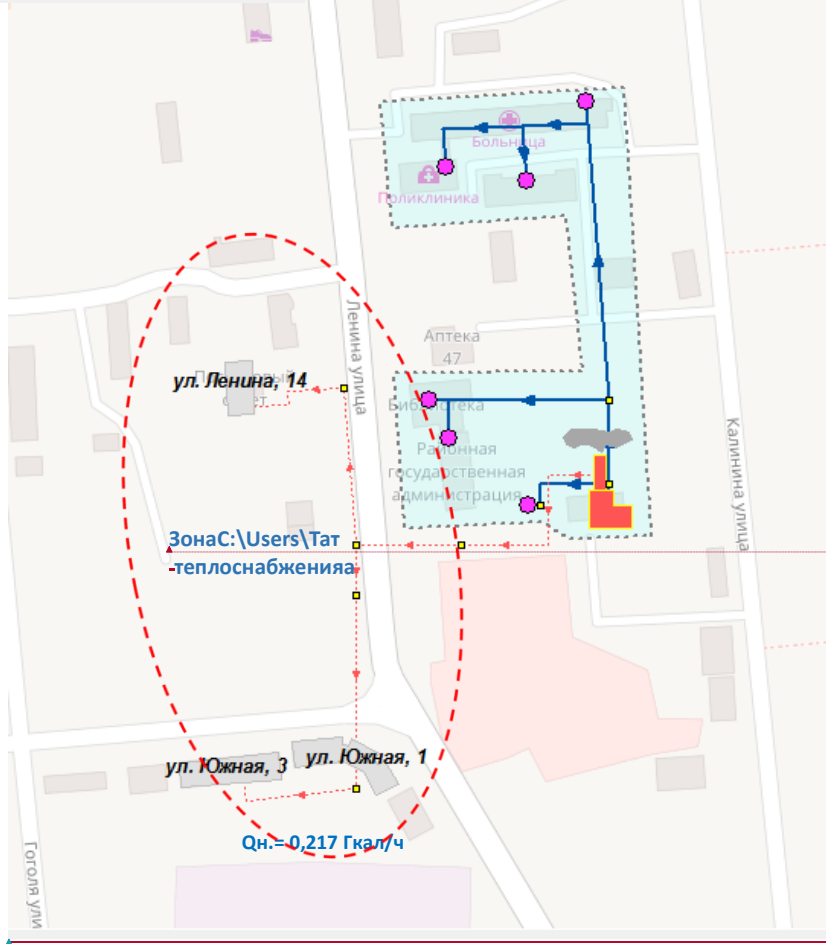 Больница
Поликлиника
Ленина улица
Аптека
47
ул. Ленина, 14
Библиотека
Районная
государственная
администрация
Калинина улица
ЗонаC:\Users\Тат
-теплоснабженияа
ул. Южная, 3
ул. Южная, 1
Qн.= 0,217 Гкал/ч
Гоголя ули